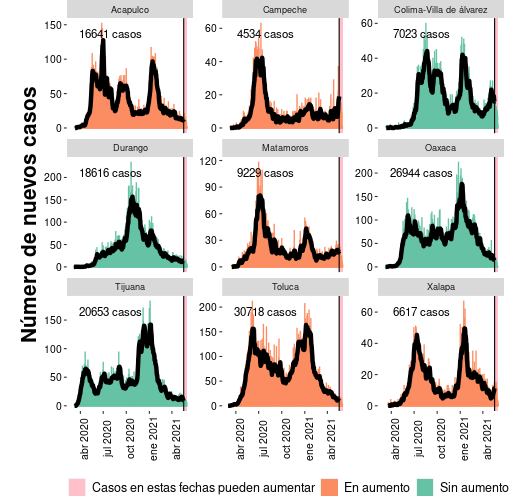 Número de nuevos casos
Acapulco
Campeche
Colima-Villa de álvarez
16641 casos
4534 casos
7023 casos
150
100
50
0
60
40
20
0
60
40
20
0
Durango
Matamoros
Oaxaca
18616 casos
9229 casos
26944 casos
200
150
100
50
0
120
90
60
30
0
200
150
100
50
0
Tijuana
Toluca
Xalapa
20653 casos
30718 casos
6617 casos
150
100
50
0
200
150
100
50
0
60
40
20
0
abr 2020
jul 2020
oct 2020
ene 2021
abr 2021
abr 2020
jul 2020
oct 2020
ene 2021
abr 2021
abr 2020
jul 2020
oct 2020
ene 2021
abr 2021
Casos en estas fechas pueden aumentar
En aumento
Sin aumento